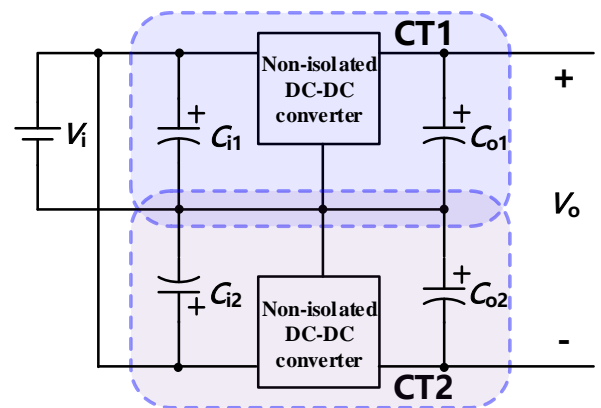 CT1
Non-isolated
DC-DC
converter
+
+
+
Vi
Ci1
Co1
Vo
Ci2
+
Non-isolated
DC-DC
converter
+
Co2
-
CT2